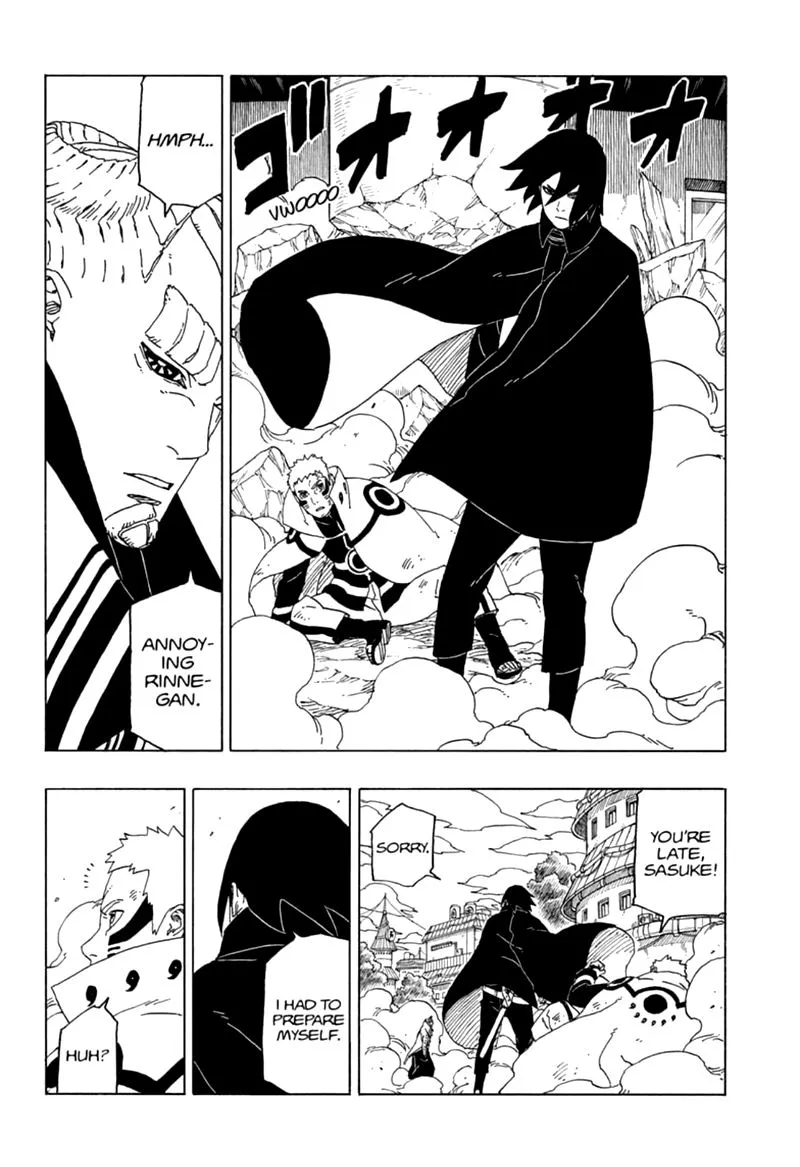 ゴオオオオ
VWOOOO
HMPH...
ANNOY-
ING
RINNE-
GAN.
YOU'RE
LATE,
SASUKE!
SORRY.
I HAD TO
PREPARE
MYSELF.
HUH?